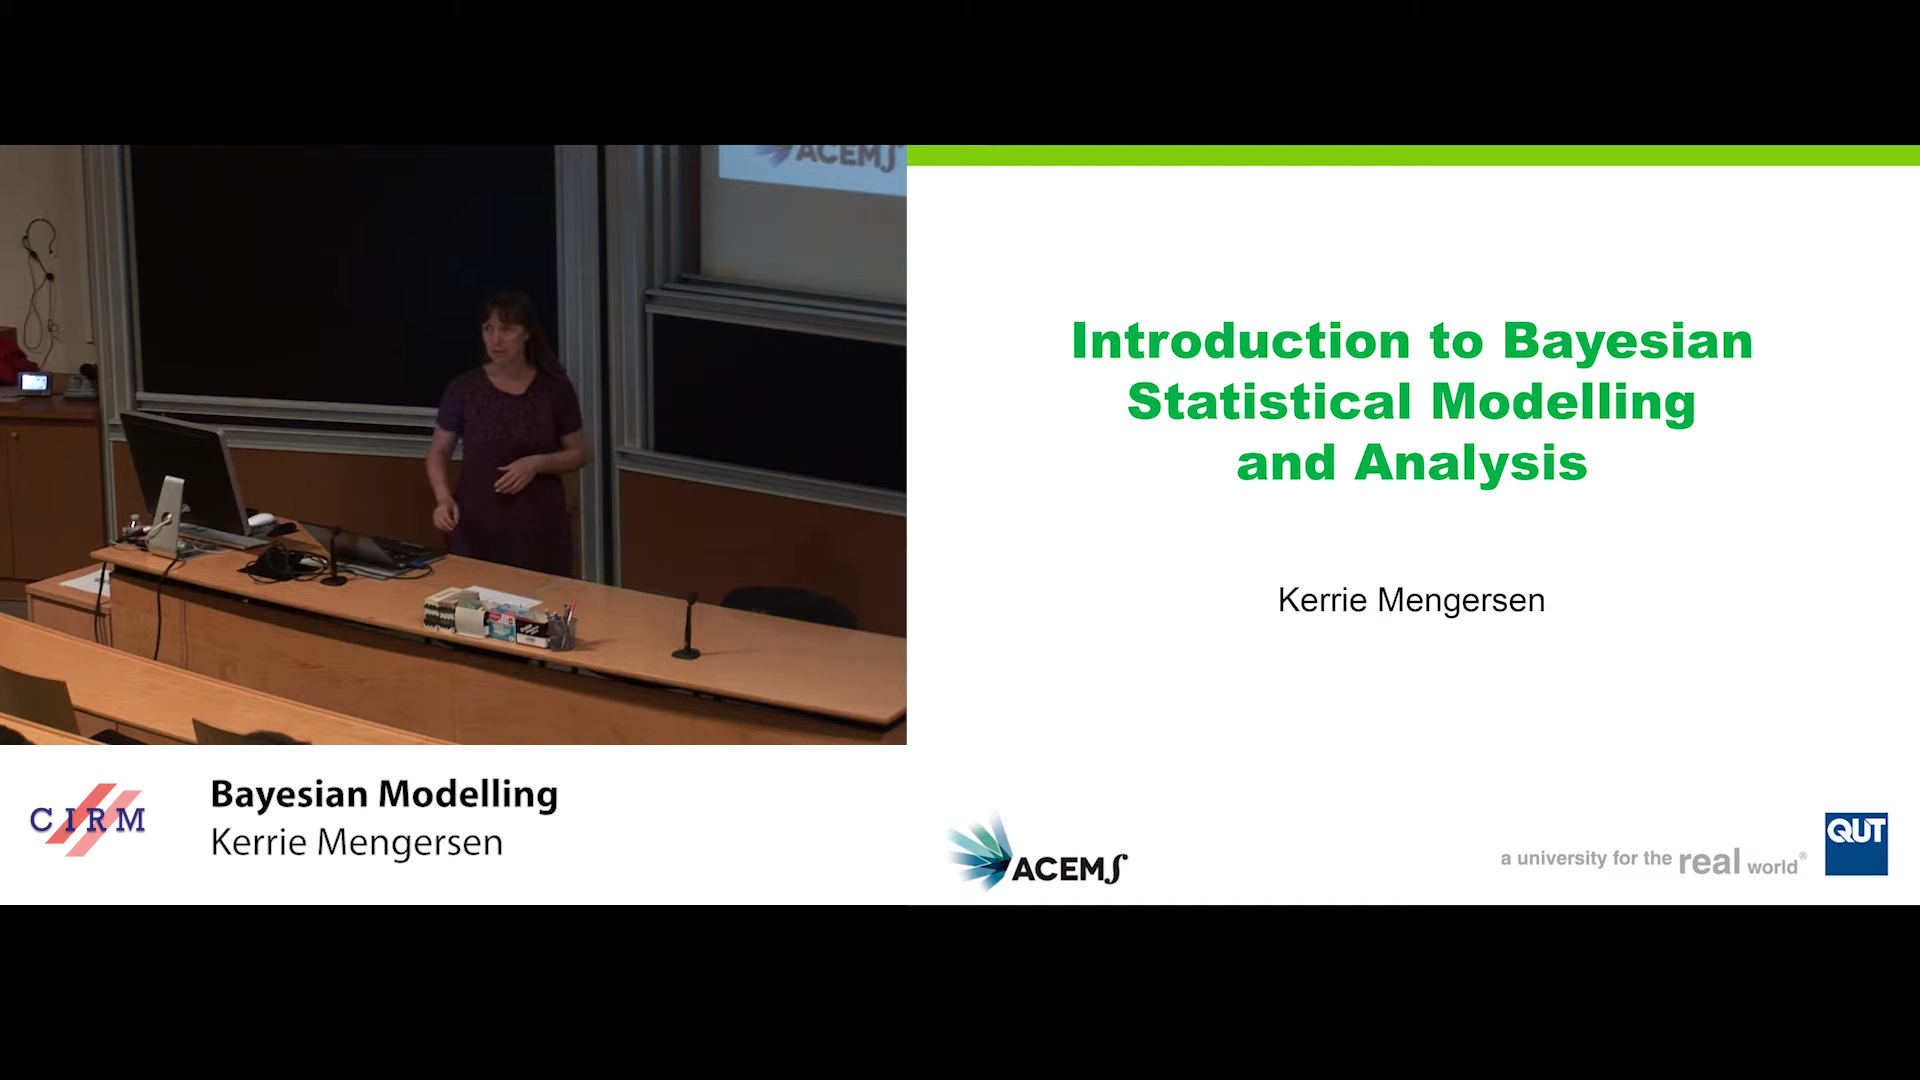 ACEMS
Introduction to Bayesian
Statistical Modelling
and Analysis
Kerrie Mengersen
CIRM
Bayesian Modelling
Kerrie Mengersen
ACEMS
a university for the real world®
QUT